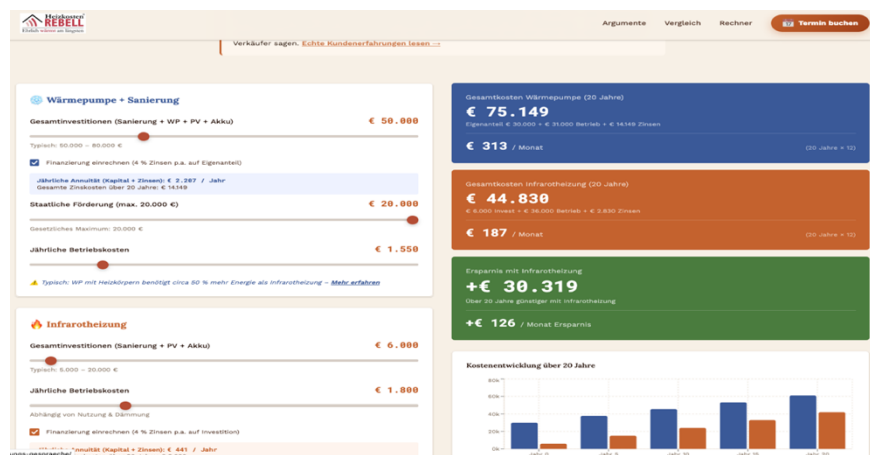 Heizkosten
REBELL
Ehrlich wärmt am längsten
Argumente
Vergleich
Rechner
Termin buchen
Verkäufer sagen. Echte Kundenerfahrungen lesen →
Wärmepumpe + Sanierung
Gesamtinvestitionen (Sanierung + WP + PV + Akku)
€ 50.000
Typisch: 50.000 – 80.000 €
Finanzierung einrechnen (4 % Zinsen p.a. auf Eigenanteil)
Jährliche Annuität (Kapital + Zinsen): € 2.207 / Jahr
Gesamte Zinskosten über 20 Jahre: € 14.149
Staatliche Förderung (max. 20.000 €)
€ 20.000
Gesetzliches Maximum: 20.000 €
Jährliche Betriebskosten
€ 1.550
Typisch: WP mit Heizkörpern benötigt circa 50 % mehr Energie als Infrarotheizung – Mehr erfahren
Infrarotheizung
Gesamtinvestitionen (Sanierung + PV + Akku)
€ 6.000
Typisch: 5.000 – 20.000 €
Jährliche Betriebskosten
€ 1.800
Abhängig von Nutzung & Dämmung
Finanzierung einrechnen (4 % Zinsen p.a. auf Investition)
Annuität (Kapital + Zinsen): € 441 / Jahr
Gesamtkosten Wärmepumpe (20 Jahre)
€ 75.149
Eigenanteil € 30.000 + € 31.000 Betrieb + € 14.149 Zinsen
€ 313 / Monat
(20 Jahre × 12)
Gesamtkosten Infrarotheizung (20 Jahre)
€ 44.830
€ 6.000 Invest + € 36.000 Betrieb + € 2.830 Zinsen
€ 187 / Monat
(20 Jahre × 12)
Ersparnis mit Infrarotheizung
+€ 30.319
Über 20 Jahre günstiger mit Infrarotheizung
+€ 126 / Monat Ersparnis
Kostenentwicklung über 20 Jahre
80k
60k
40k
20k
0k